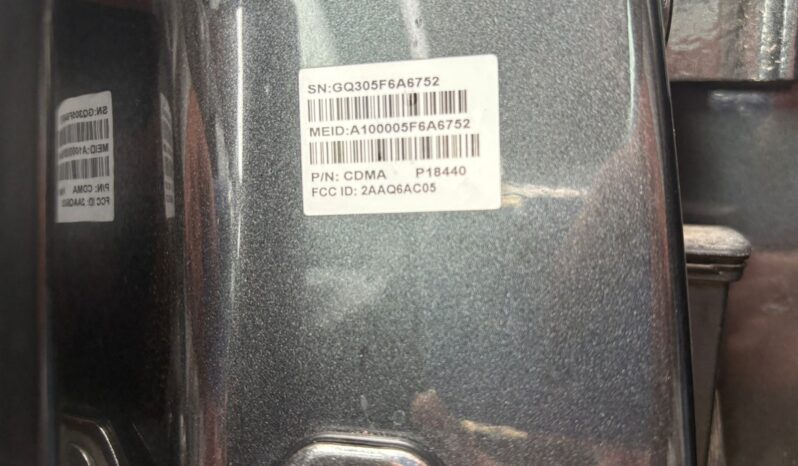 SN:GQ305F6A6752
MEID:A100005F6A6752
P/N: CDMA P18440
FCC ID: 2AAQ6AC05